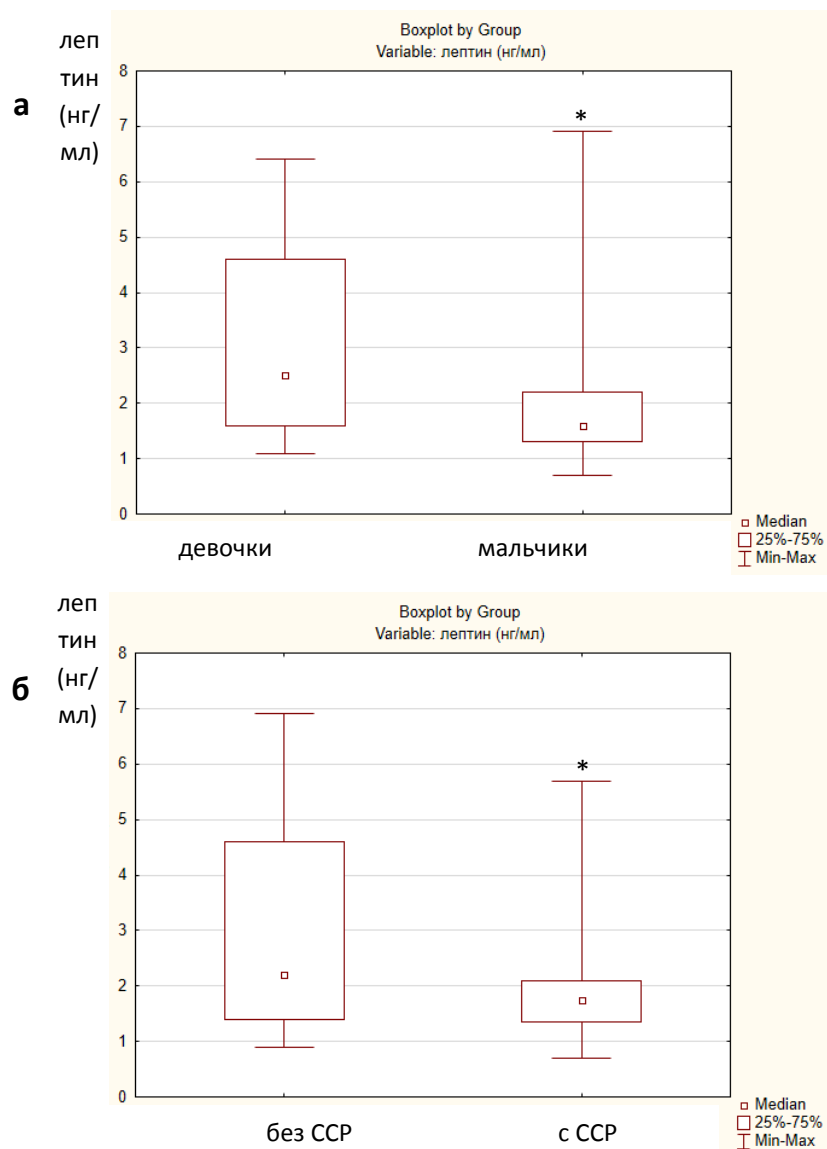 леп
тин
(нг/
мл)
а
Boxplot by Group
Variable: лептин (нг/мл)
8
7
6
5
4
3
2
1
0
*
девочки
мальчики
Median
25%-75%
Min-Max
леп
тин
(нг/
мл)
б
Boxplot by Group
Variable: лептин (нг/мл)
8
7
6
5
4
3
2
1
0
*
без ССР
с ССР
Median
25%-75%
Min-Max